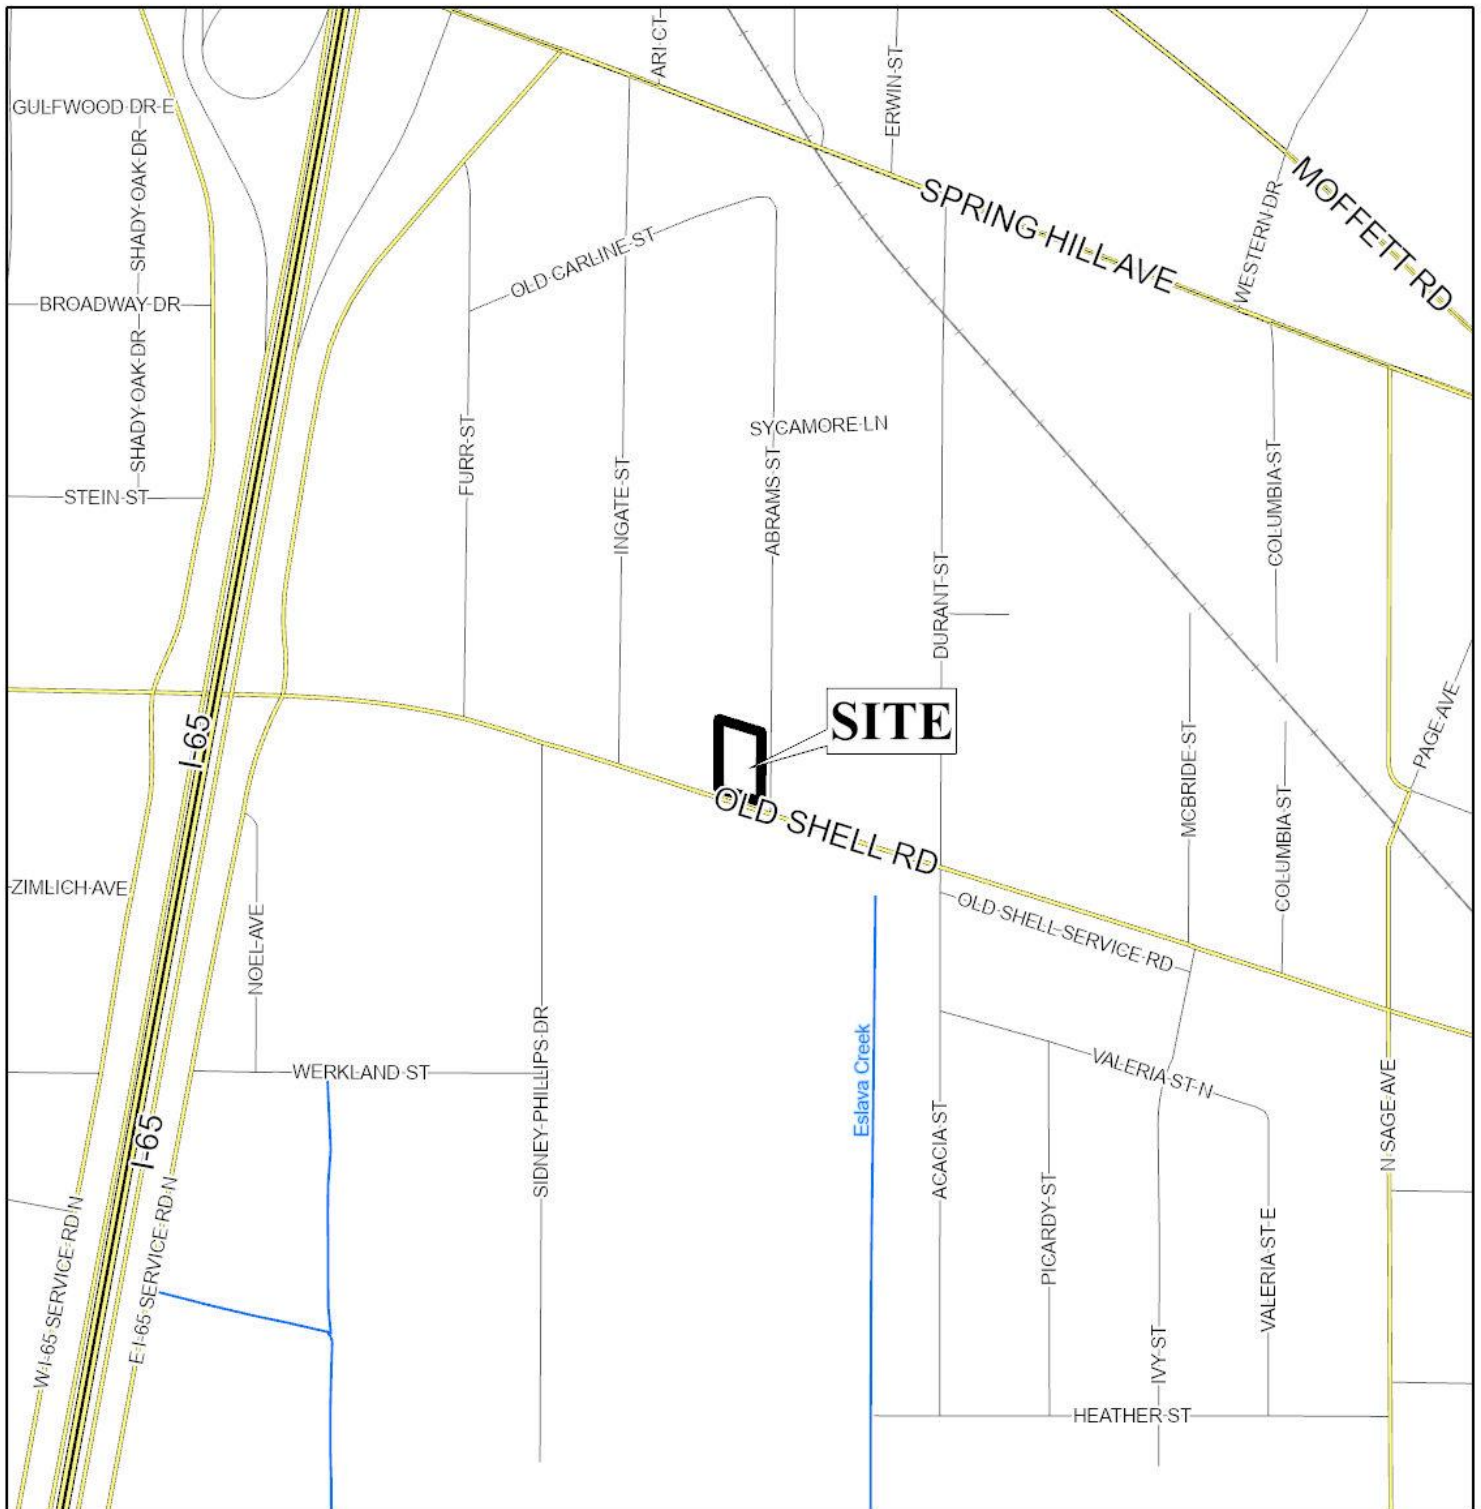 ARI CT
ERWIN ST
GULFWOOD DR E
SHADY OAK DR
SPRING HILL AVE
MOFFETT RD
WESTERN DR
OLD CARLINE ST
BROADWAY DR
SHADY OAK DR
SYCAMORE LN
FURR ST
INGATE ST
ABRAMS ST
COLUMBIA ST
STEIN ST
DURANT ST
SITE
I-65
PAGE AVE
MCBRIDE ST
OLD SHELL RD
COLUMBIA ST
ZIMLICH AVE
NOEL AVE
OLD SHELL SERVICE RD
WERKLAND ST
SIDNEY PHILLIPS DR
Eslava Creek
VALERIA ST N
I-65
ACACIA ST
N SAGE AVE
PICARDY ST
VALERIA ST E
W I-65 SERVICE RD N
E I-65 SERVICE RD N
IVY ST
HEATHER ST